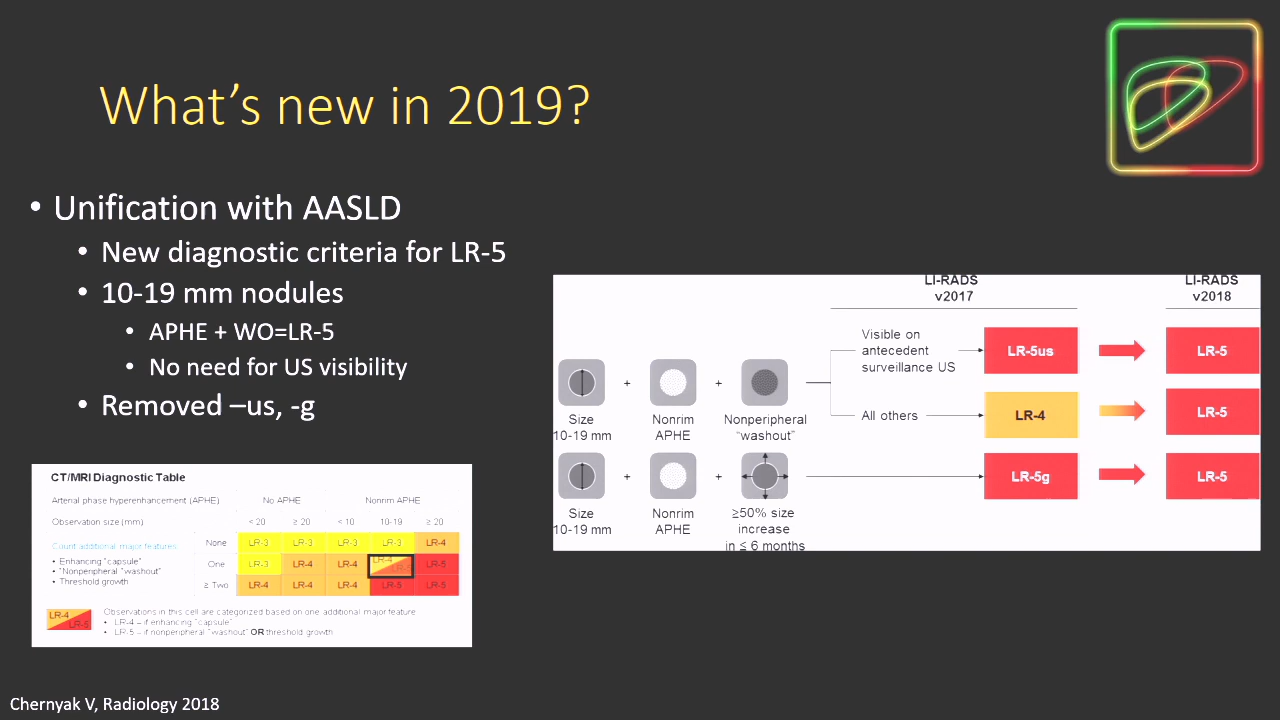 What's new in 2019?
• Unification with AASLD
• New diagnostic criteria for LR-5
• 10-19 mm nodules
• APHE + WO=LR-5
• No need for US visibility
• Removed –us, -g
LI-RADS
v2017
LI-RADS
v2018
Visible on
antecedent
surveillance US
LR-5us
LR-5
All others
LR-4
LR-5
Size
10-19 mm
+
Nonrim
APHE
+
Nonperipheral
“washout”
LR-5g
LR-5
Size
10-19 mm
+
Nonrim
APHE
+
≥50% size
increase
in ≤ 6 months
CT/MRI Diagnostic Table
Arterial phase hyperenhancement (APHE) No APHE Nonrim APHE
Observation size (mm) < 20 ≥ 20 < 10 10-19 ≥ 20
Count additional major features:
• Enhancing “capsule”
• “Nonperipheral “washout”
• Threshold growth
None LR-3 LR-3 LR-3 LR-3 LR-4
One LR-3 LR-4 LR-4 LR-4 LR-5 LR-5
≥ Two LR-4 LR-4 LR-4 LR-5 LR-5
LR-4
LR-5
Observations in this cell are categorized based on one additional major feature
• LR-4 – if enhancing “capsule”
• LR-5 – if nonperipheral “washout” OR threshold growth
Chernyak V, Radiology 2018